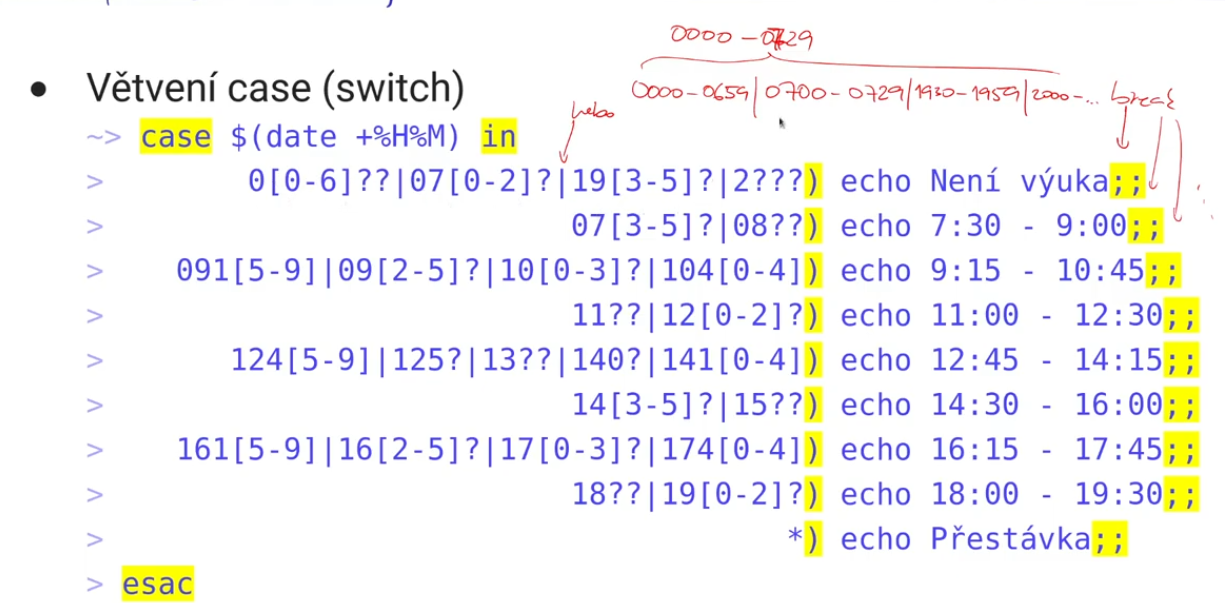 0000 - 0729
0000 - 0659 | 0700 - 0729 | 1930 - 1959 | 2000 - ... break
• Větvení case (switch)
nebo
~> case $(date +%H%M) in
> 0[0-6]??|07[0-2]?|19[3-5]?|2???) echo Není výuka;;
> 07[3-5]?|08??) echo 7:30 - 9:00;;
> 091[5-9]|09[2-5]?|10[0-3]?|104[0-4]) echo 9:15 - 10:45;;
> 11??|12[0-2]?) echo 11:00 - 12:30;;
> 124[5-9]|125?|13??|140?|141[0-4]) echo 12:45 - 14:15;;
> 14[3-5]?|15??) echo 14:30 - 16:00;;
> 161[5-9]|16[2-5]?|17[0-3]?|174[0-4]) echo 16:15 - 17:45;;
> 18??|19[0-2]?) echo 18:00 - 19:30;;
> *) echo Přestávka;;
> esac